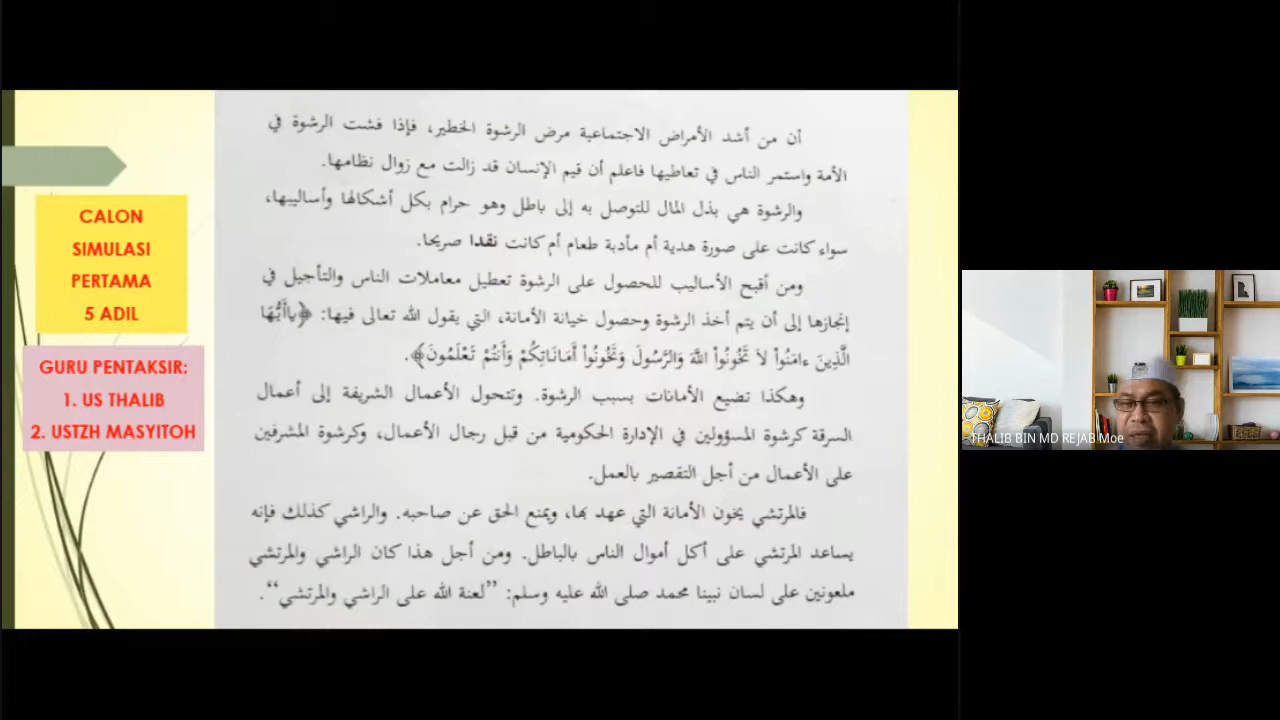 CALON
SIMULASI
PERTAMA
5 ADIL
GURU PENTAKSIR:
1. US THALIB
2. USTZH MASYITOH
أن من أشد الأمراض الاجتماعية مرض الرشوة الخطير، فإذا فشت الرشوة في
الأمة واستمر الناس في تعاطيها فاعلم أن قيم الإنسان قد زالت مع زوال نظامها.
والرشوة هي بذل المال للتوصل به إلى باطل وهو حرام بكل أشكالها وأساليبها،
سواء كانت على صورة هدية أم مأدبة طعام أم كانت نقدا صريحا.
ومن أقبح الأساليب للحصول على الرشوة تعطيل معاملات الناس والتأجيل في
إنجازها إلى أن يتم أخذ الرشوة وحصول خيانة الأمانة، التي يقول الله تعالى فيها: ﴿يَاأَيُّهَا
الَّذِينَ ءامَنُواْ لاَ تَخُونُواْ اللَّهَ وَالرَّسُولَ وَتَخُونُواْ أَمَانَاتِكُمْ وَأَنتُمْ تَعْلَمُونَ﴾.
وهكذا تضيع الأمانات بسبب الرشوة. وتتحول الأعمال الشريفة إلى أعمال
السرقة كرشوة المسؤولين في الإدارة الحكومية من قبل رجال الأعمال، وكرشوة المشرفين
على الأعمال من أجل التقصير بالعمل.
فالمرتشي يخون الأمانة التي عهد بها، ويمنع الحق عن صاحبه. والراشي كذلك فإنه
يساعد المرتشي على أكل أموال الناس بالباطل. ومن أجل هذا كان الراشي والمرتشي
ملعونين على لسان نبينا محمد صلى الله عليه وسلم: ”لعنة الله على الراشي والمرتشي“.
THALIB BIN MD REJAB Moe